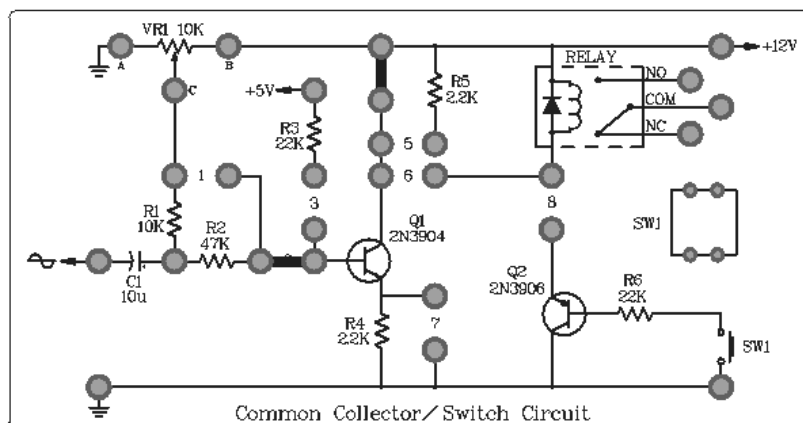 VR1 10K
A
B
C
+12V
RELAY
NO
COM
NC
+5V
R3
22K
R5
2.2K
5
1
6
3
8
R1
10K
R2
47K
Q1
2N3904
SW1
C1
10u
Q2
2N3906
R6
22K
R4
2.2K
7
SW1
Common Collector/Switch Circuit